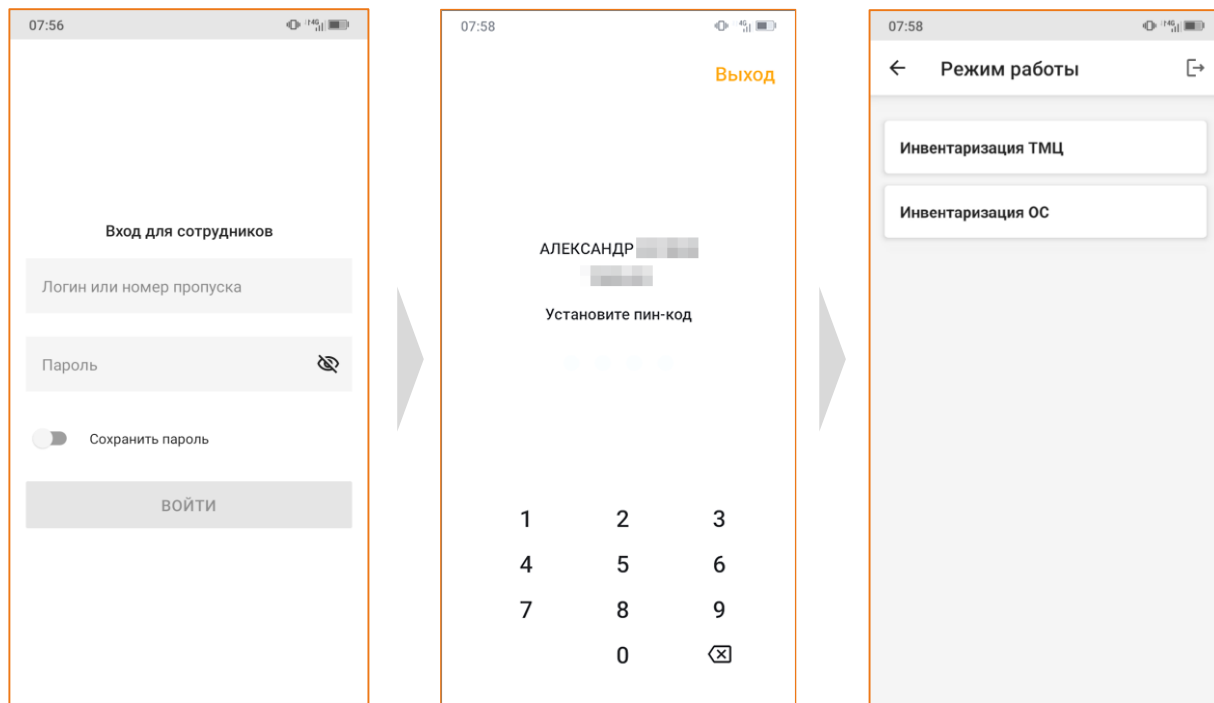 07:56
Вход для сотрудников
Логин или номер пропуска
Пароль
Сохранить пароль
ВОЙТИ
07:58
4G
Выход
АЛЕКСАНДР
Установите пин-код
1 2 3
4 5 6
7 8 9
0
07:58
Режим работы
Инвентаризация ТМЦ
Инвентаризация ОС